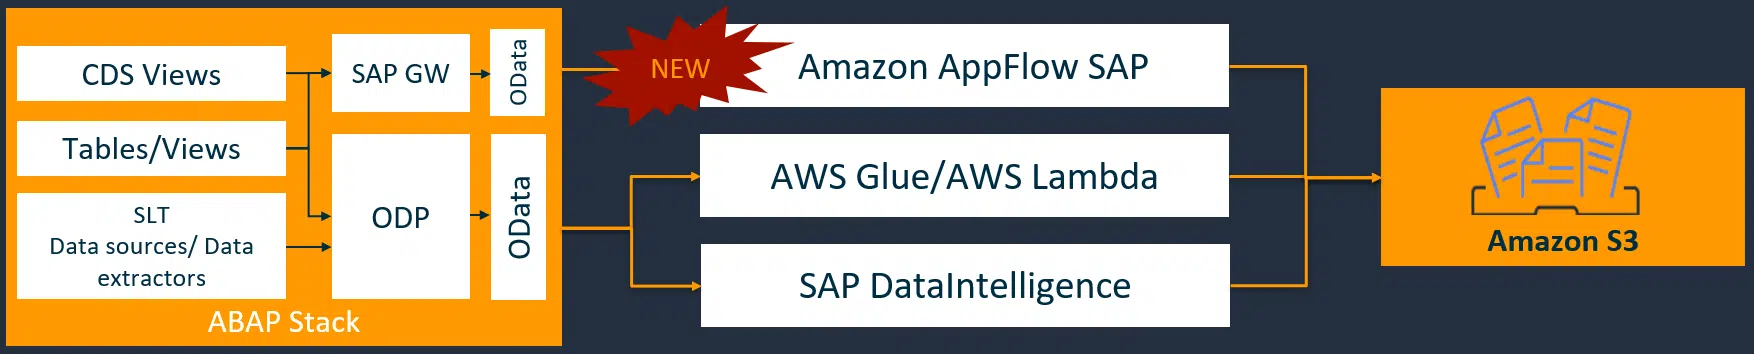 CDS Views
Tables/Views
SLT
Data sources/ Data
extractors
SAP GW
ODP
OData
OData
ABAP Stack
NEW
Amazon AppFlow SAP
AWS Glue/AWS Lambda
SAP DataIntelligence
Amazon S3